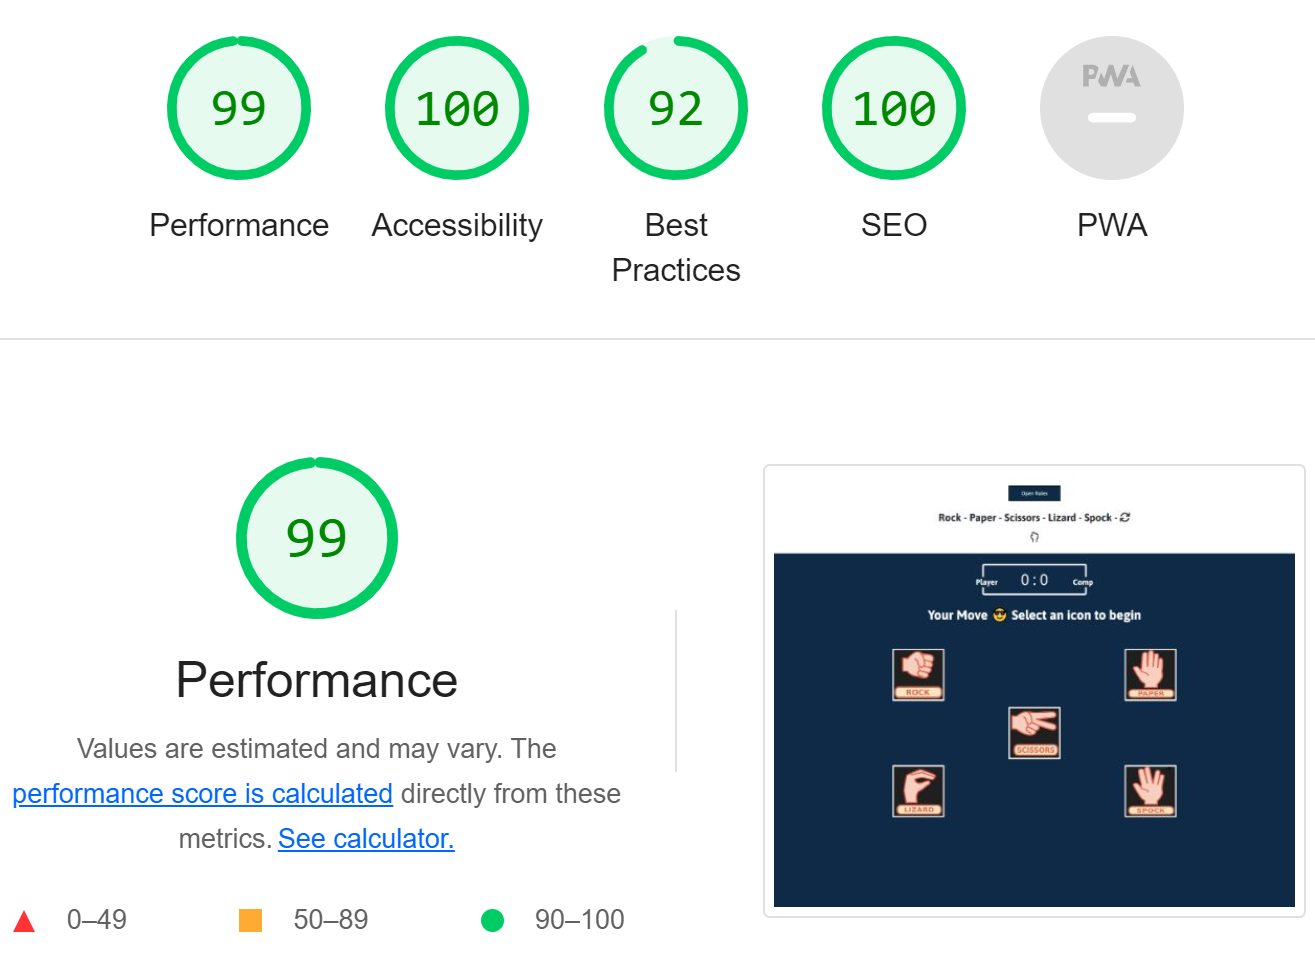 99
100
92
100
PWA
Performance
Accessibility
Best
Practices
SEO
PWA
99
Performance
Values are estimated and may vary. The
performance score is calculated directly from these
metrics. See calculator.
0–49
50–89
90–100
Open Rules
Rock - Paper - Scissors - Lizard - Spock -
Player
0 : 0
Comp
Your Move 😎 Select an icon to begin
ROCK
PAPER
SCISSORS
LIZARD
SPOCK